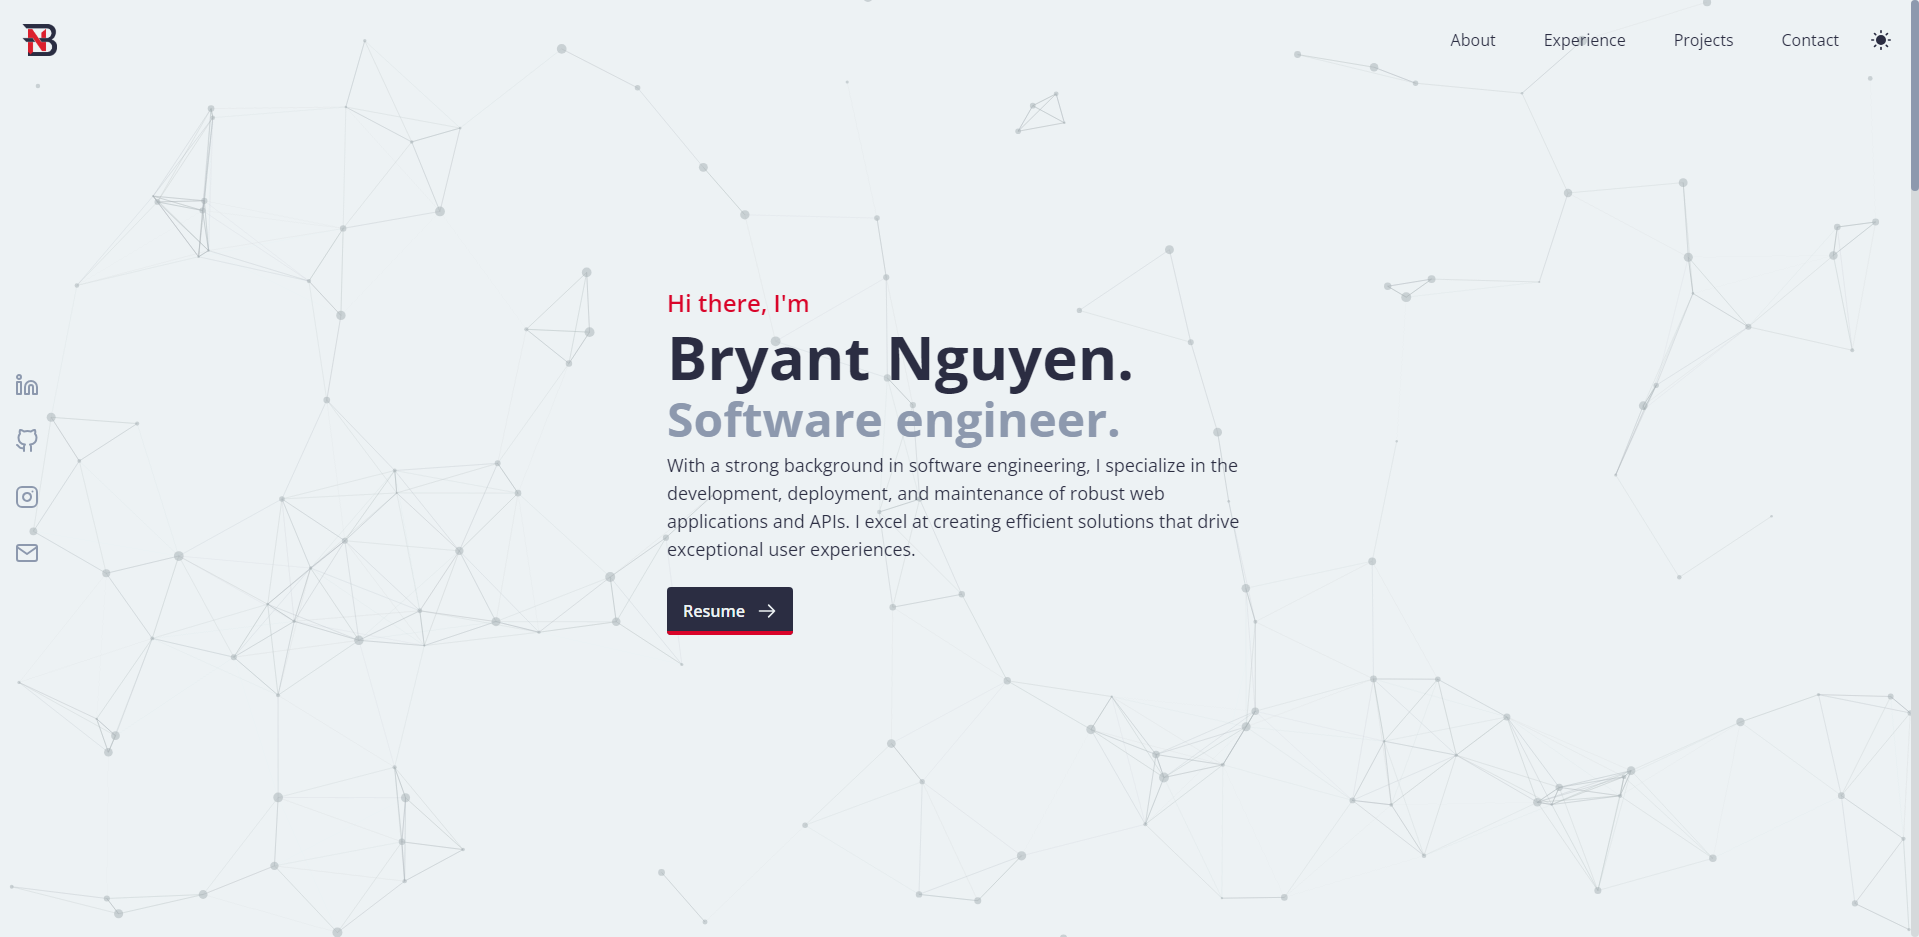 NB
About Experience Projects Contact
Hi there, I'm
Bryant Nguyen.
Software engineer.
With a strong background in software engineering, I specialize in the
development, deployment, and maintenance of robust web
applications and APIs. I excel at creating efficient solutions that drive
exceptional user experiences.
Resume